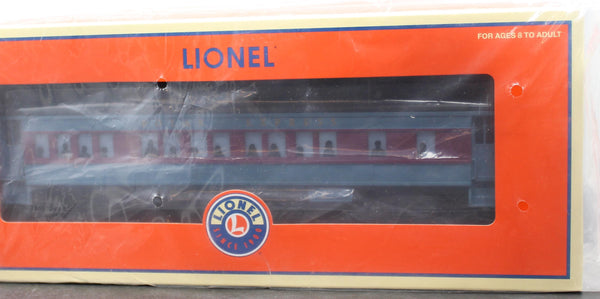 FOR AGES 8 TO ADULT
LIONEL
LIONEL
L
SINCE 1900